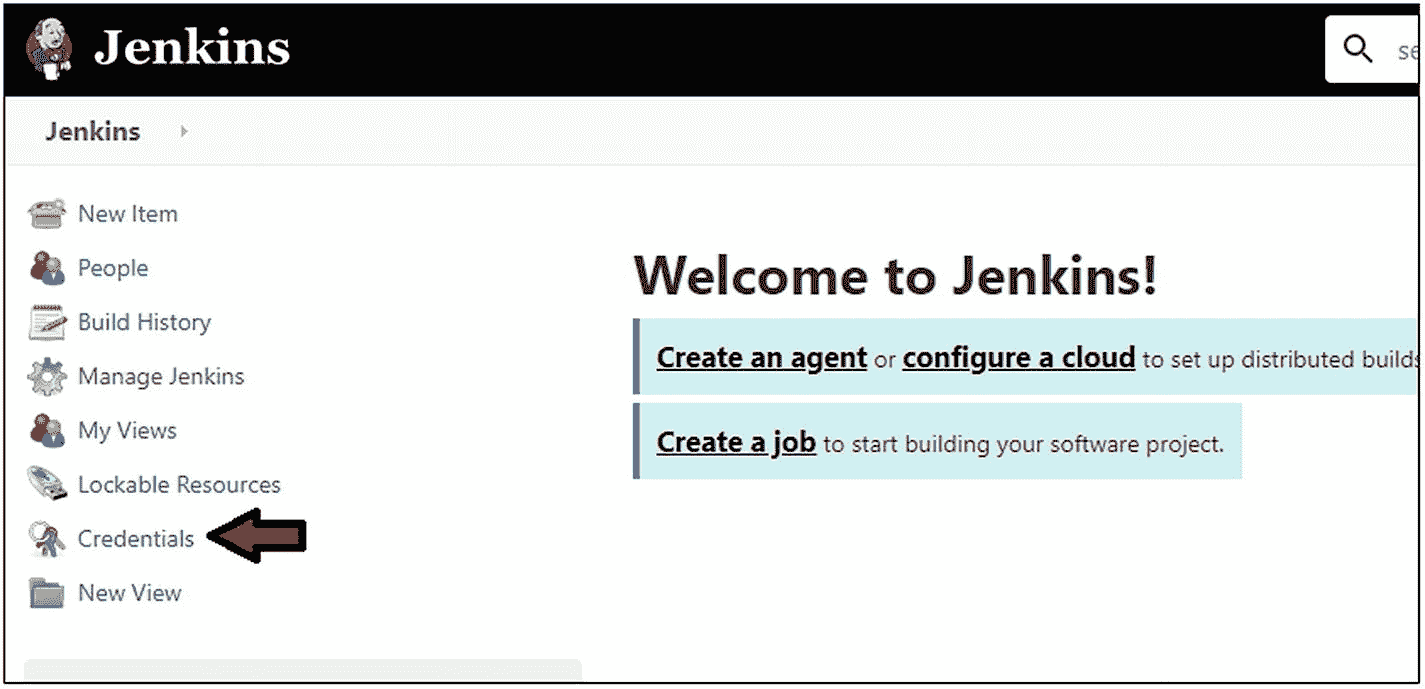 Jenkins
Jenkins
New Item
People
Build History
Manage Jenkins
My Views
Lockable Resources
Credentials
New View
Welcome to Jenkins!
Create an agent or configure a cloud to set up distributed builds
Create a job to start building your software project.